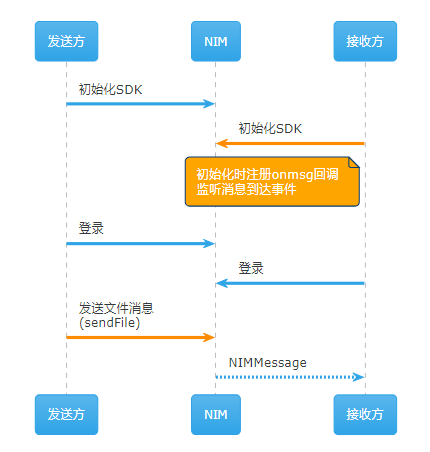 发送方
NIM
接收方
初始化SDK
初始化SDK
初始化时注册onmsg回调
监听消息到达事件
登录
登录
发送文件消息
(sendFile)
NIMMessage
发送方
NIM
接收方